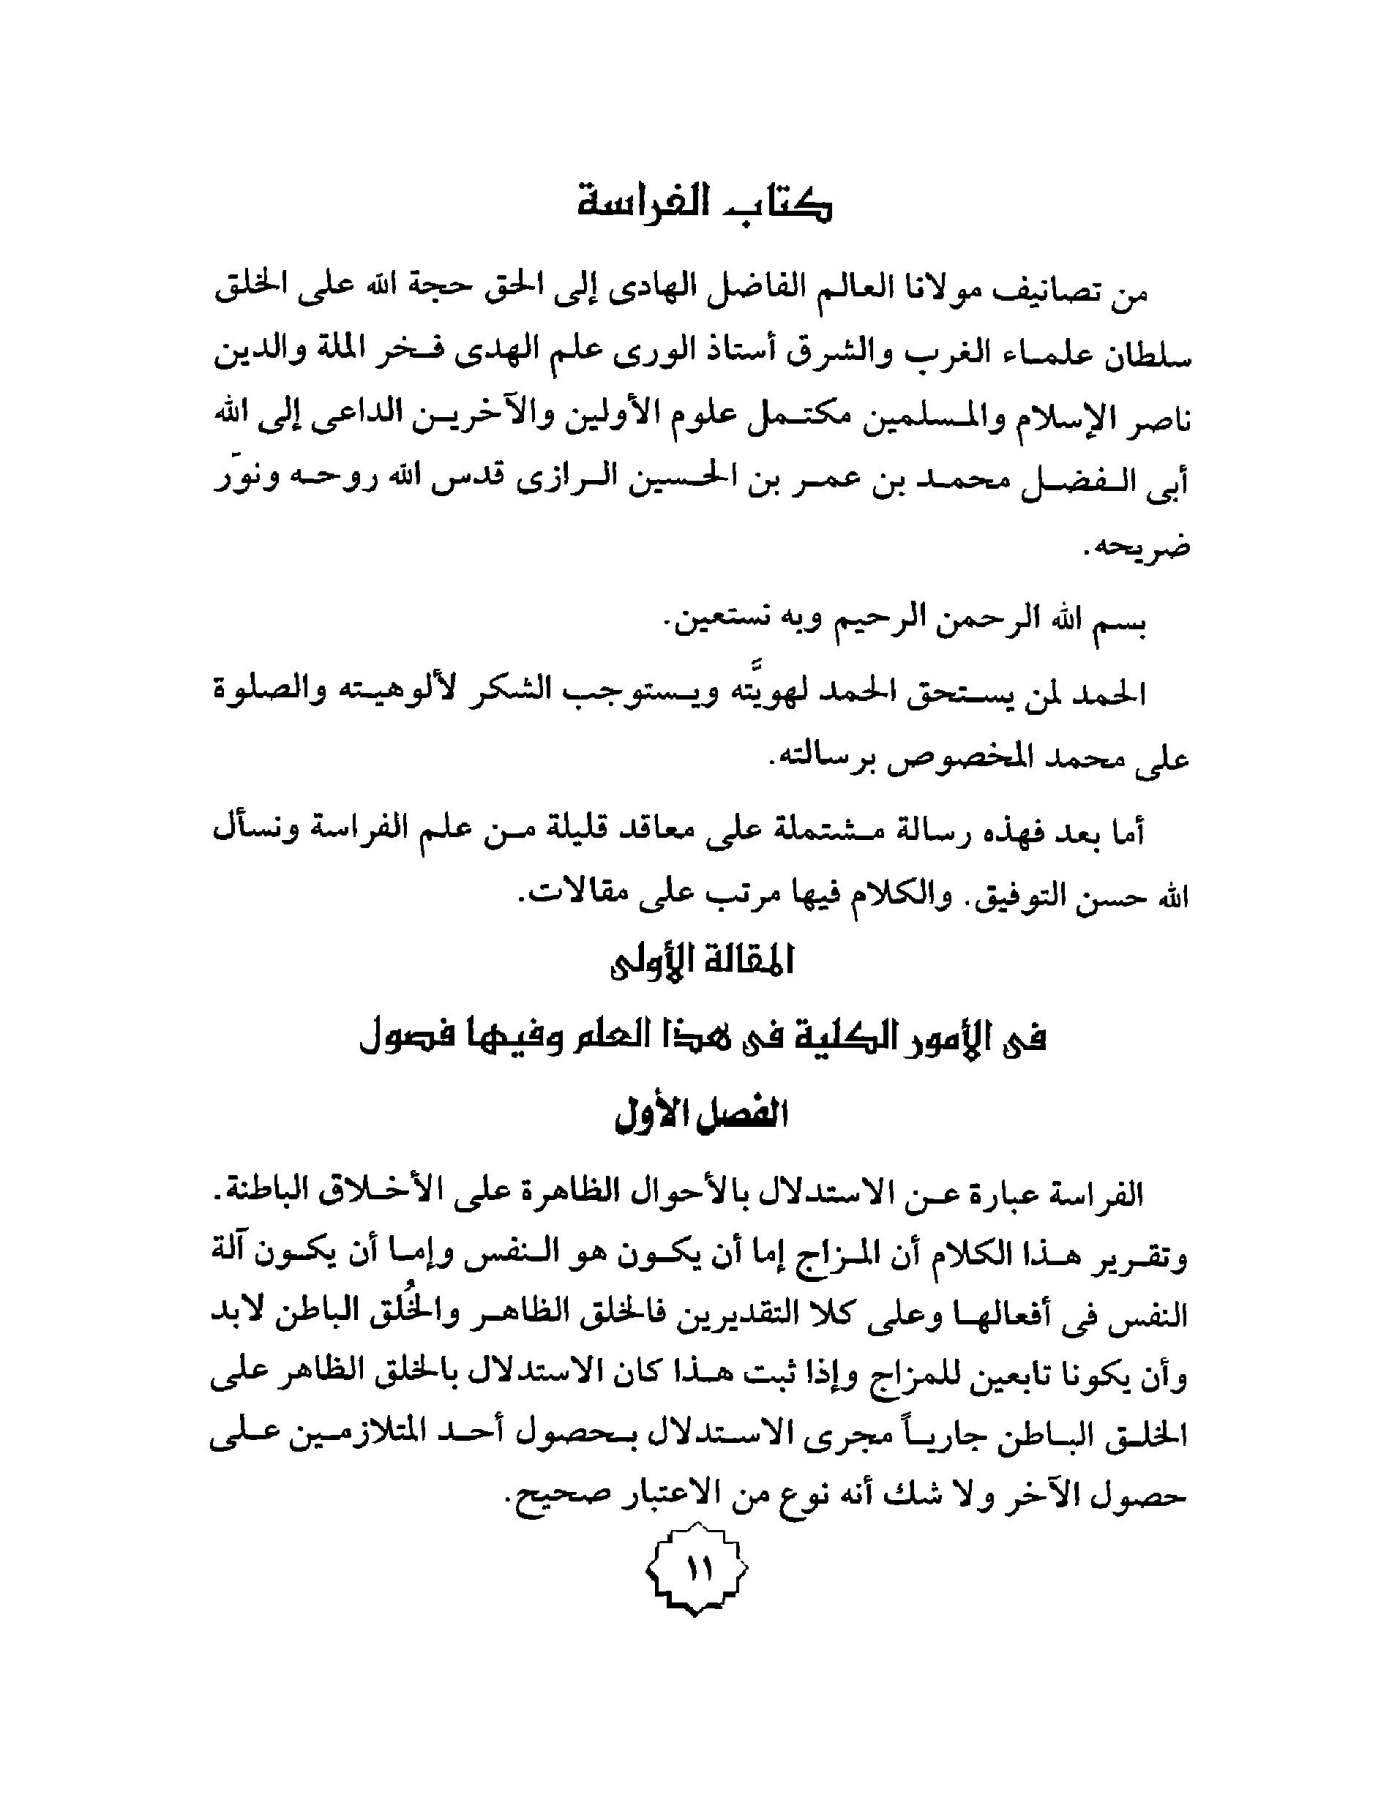 كتاب الفراسة
من تصانيف مولانا العالم الفاضل الهادى إلى الحق حجة الله على الخلق
سلطان علماء الغرب والشرق أستاذ الورى علم الهدى فخر الملة والدين
ناصر الإسلام والمسلمين مكتمل علوم الأولين والآخرين الداعى إلى الله
أبى الفضل محمد بن عمر بن الحسين الرازى قدس الله روحه ونوّر
ضريحه.
بسم الله الرحمن الرحيم وبه نستعين.
الحمد لمن يستحق الحمد لهويَّته ويستوجب الشكر لألوهيته والصلوة
على محمد المخصوص برسالته.
أما بعد فهذه رسالة مشتملة على معاقد قليلة من علم الفراسة ونسأل
الله حسن التوفيق. والكلام فيها مرتب على مقالات.
المقالة الأولى
فى الأمور الكلية فى هذا العلم وفيها فصول
الفصل الأول
الفراسة عبارة عن الاستدلال بالأحوال الظاهرة على الأخلاق الباطنة.
وتقرير هذا الكلام أن المزاج إما أن يكون هو النفس وإما أن يكون آلة
النفس فى أفعالها وعلى كلا التقديرين فالخلق الظاهر والخُلق الباطن لابد
وأن يكونا تابعين للمزاج وإذا ثبت هذا كان الاستدلال بالخلق الظاهر على
الخلق الباطن جارياً مجرى الاستدلال بحصول أحد المتلازمين على
حصول الآخر ولا شك أنه نوع من الاعتبار صحيح.
١١